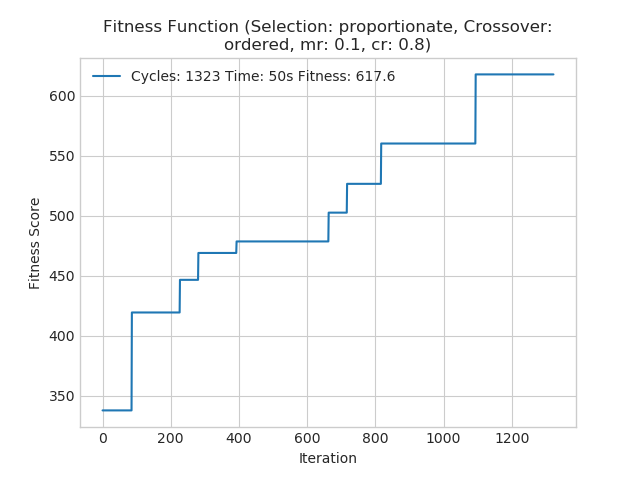 Fitness Function (Selection: proportionate, Crossover:
ordered, mr: 0.1, cr: 0.8)
Cycles: 1323 Time: 50s Fitness: 617.6
600
550
500
450
400
350
Fitness Score
0 200 400 600 800 1000 1200
Iteration